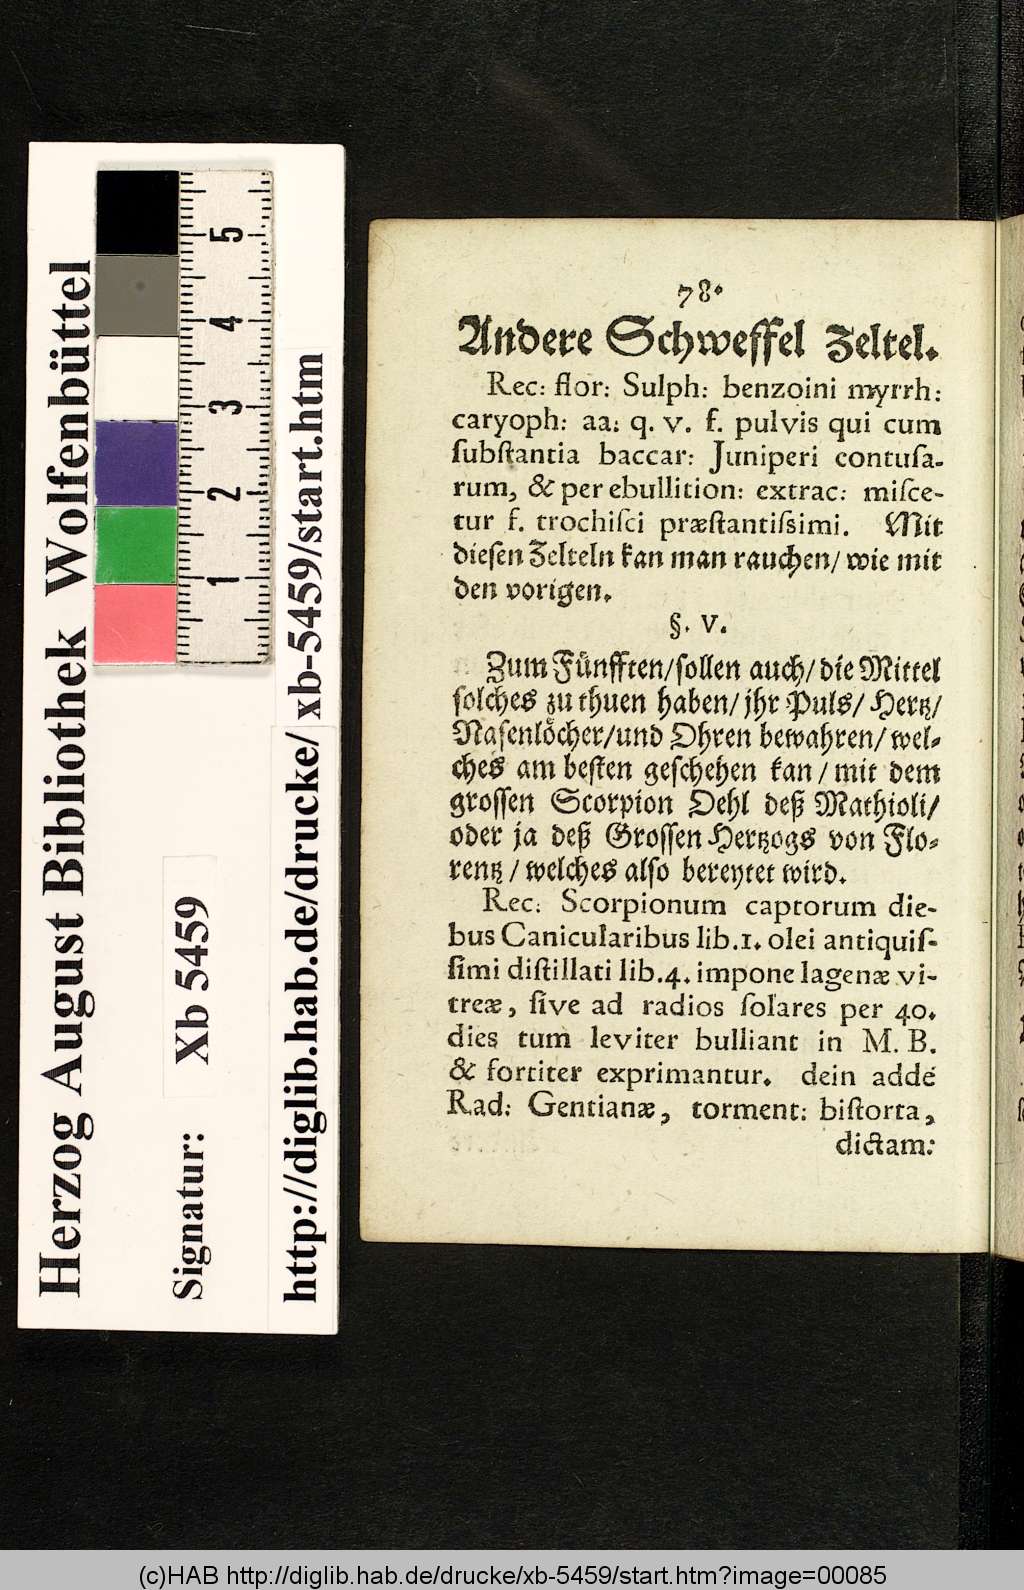 Herzog August Bibliothek Wolfenbüttel
Signatur: Xb 5459
http://diglib.hab.de/drucke/xb-5459/start.htm
1 2 3 4 5
78.
Andere Schweffel Zeltel.
Rec: flor: Sulph: benzoini myrrh:
caryoph: aa: q. v. f. pulvis qui cum
ſubſtantia baccar: Juniperi contuſa-
rum, & per ebullition: extrac: miſce-
tur f. trochiſci præſtantiſsimi. Mit
dieſen Zelteln kan man rauchen/ wie mit
den vorigen.
§. V.
Zum Fünfften/ ſollen auch/ die Mittel
ſolches zu thuen haben/ jhr Puls/ Hertz/
Naſenlöcher/ und Ohren bewahren/ wel-
ches am beſten geſchehen kan / mit dem
groſſen Scorpion Oehl deß Mathioli/
oder ja deß Groſſen Hertzogs von Flo-
rentz / welches alſo bereytet wird.
Rec: Scorpionum captorum die-
bus Canicularibus lib.1. olei antiquiſ-
ſimi diſtillati lib.4. impone lagenæ vi-
treæ, ſive ad radios ſolares per 40.
dies tum leviter bulliant in M. B.
& fortiter exprimantur. dein adde
Rad: Gentianæ, torment: biſtorta,
dictam:
(c)HAB http://diglib.hab.de/drucke/xb-5459/start.htm?image=00085